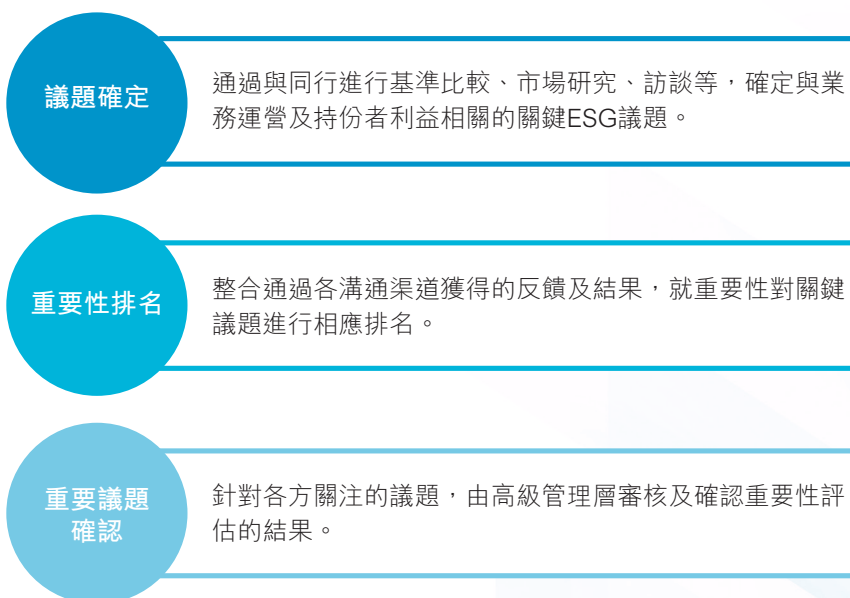 議題確定
通過與同行進行基準比較、市場研究、訪談等，確定與業
務運營及持份者利益相關的關鍵ESG議題。
重要性排名
整合通過各溝通渠道獲得的反饋及結果，就重要性對關鍵
議題進行相應排名。
重要議題
確認
針對各方關注的議題，由高級管理層審核及確認重要性評
估的結果。